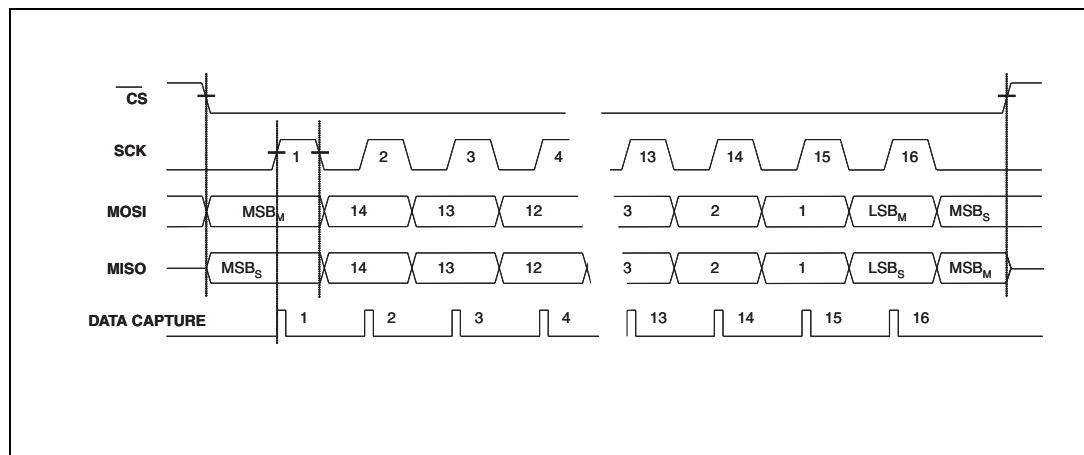 CS
SCK 1 2 3 4 13 14 15 16
MOSI MSBM 14 13 12 3 2 1 LSBM MSBS
MISO MSBS 14 13 12 3 2 1 LSBS MSBM
DATA CAPTURE 1 2 3 4 13 14 15 16